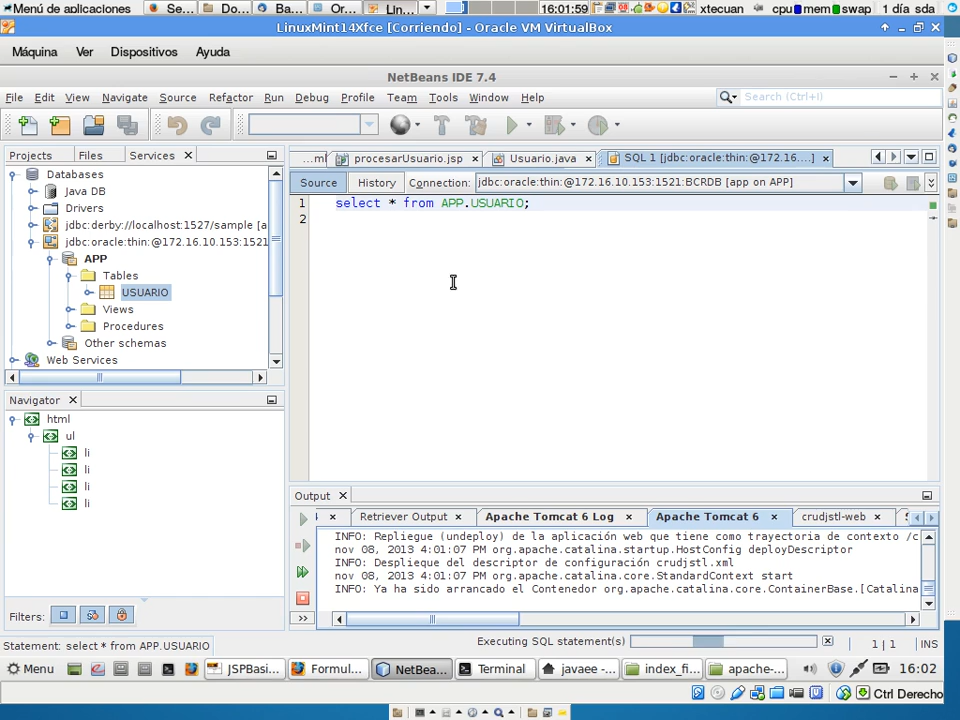 Menú de aplicaciones Se... Do... Ba... Or... Lin... 16:01:59 xtecuan cpu mem swap 1 día sda
LinuxMint14Xfce [Corriendo] - Oracle VM VirtualBox
Máquina Ver Dispositivos Ayuda
NetBeans IDE 7.4
File Edit View Navigate Source Refactor Run Debug Profile Team Tools Window Help Search (Ctrl+I)
Projects Files Services
...ml procesarUsuario.jsp Usuario.java SQL 1 [jdbc:oracle:thin:@172.16....]
Source History Connection: jdbc:oracle:thin:@172.16.10.153:1521:BCRDB [app on APP]
Databases
Java DB
Drivers
jdbc:derby://localhost:1527/sample [a
jdbc:oracle:thin:@172.16.10.153:1521
APP
Tables
USUARIO
Views
Procedures
Other schemas
Web Services
1 select * from APP.USUARIO;
2
Navigator
html
ul
li
li
li
li
Filters:
Output
4 Retriever Output Apache Tomcat 6 Log Apache Tomcat 6 crudjstl-web
INFO: Repliegue (undeploy) de la aplicación web que tiene como trayectoria de contexto /c
nov 08, 2013 4:01:07 PM org.apache.catalina.startup.HostConfig deployDescriptor
INFO: Despliegue del descriptor de configuración crudjstl.xml
nov 08, 2013 4:01:07 PM org.apache.catalina.core.StandardContext start
INFO: Ya ha sido arrancado el Contenedor org.apache.catalina.core.ContainerBase.[Catalina
Statement: select * from APP.USUARIO Executing SQL statement(s) 1|1 INS
Menu JSPBasi... Formul... NetBea... Terminal javaee -... index_fi... apache-... 16:02
Ctrl Derecho